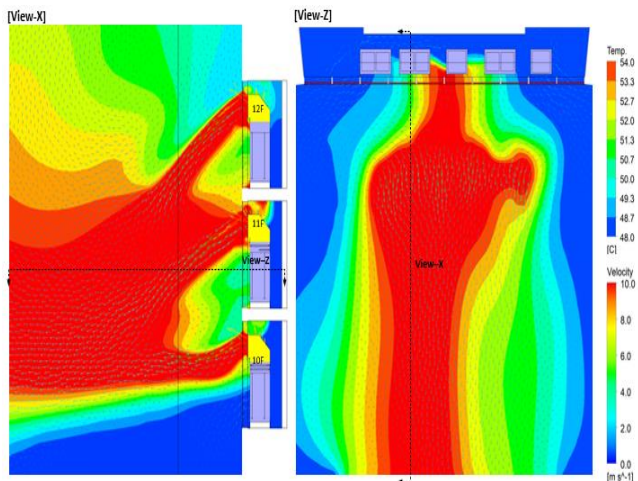 [View-X]
12F
11F
View-Z
10F
[View-Z]
View-X
Temp.
54.0
53.3
52.7
52.0
51.3
50.7
50.0
49.3
48.7
48.0
[C]
Velocity
10.0
8.0
6.0
4.0
2.0
0.0
[m s^-1]